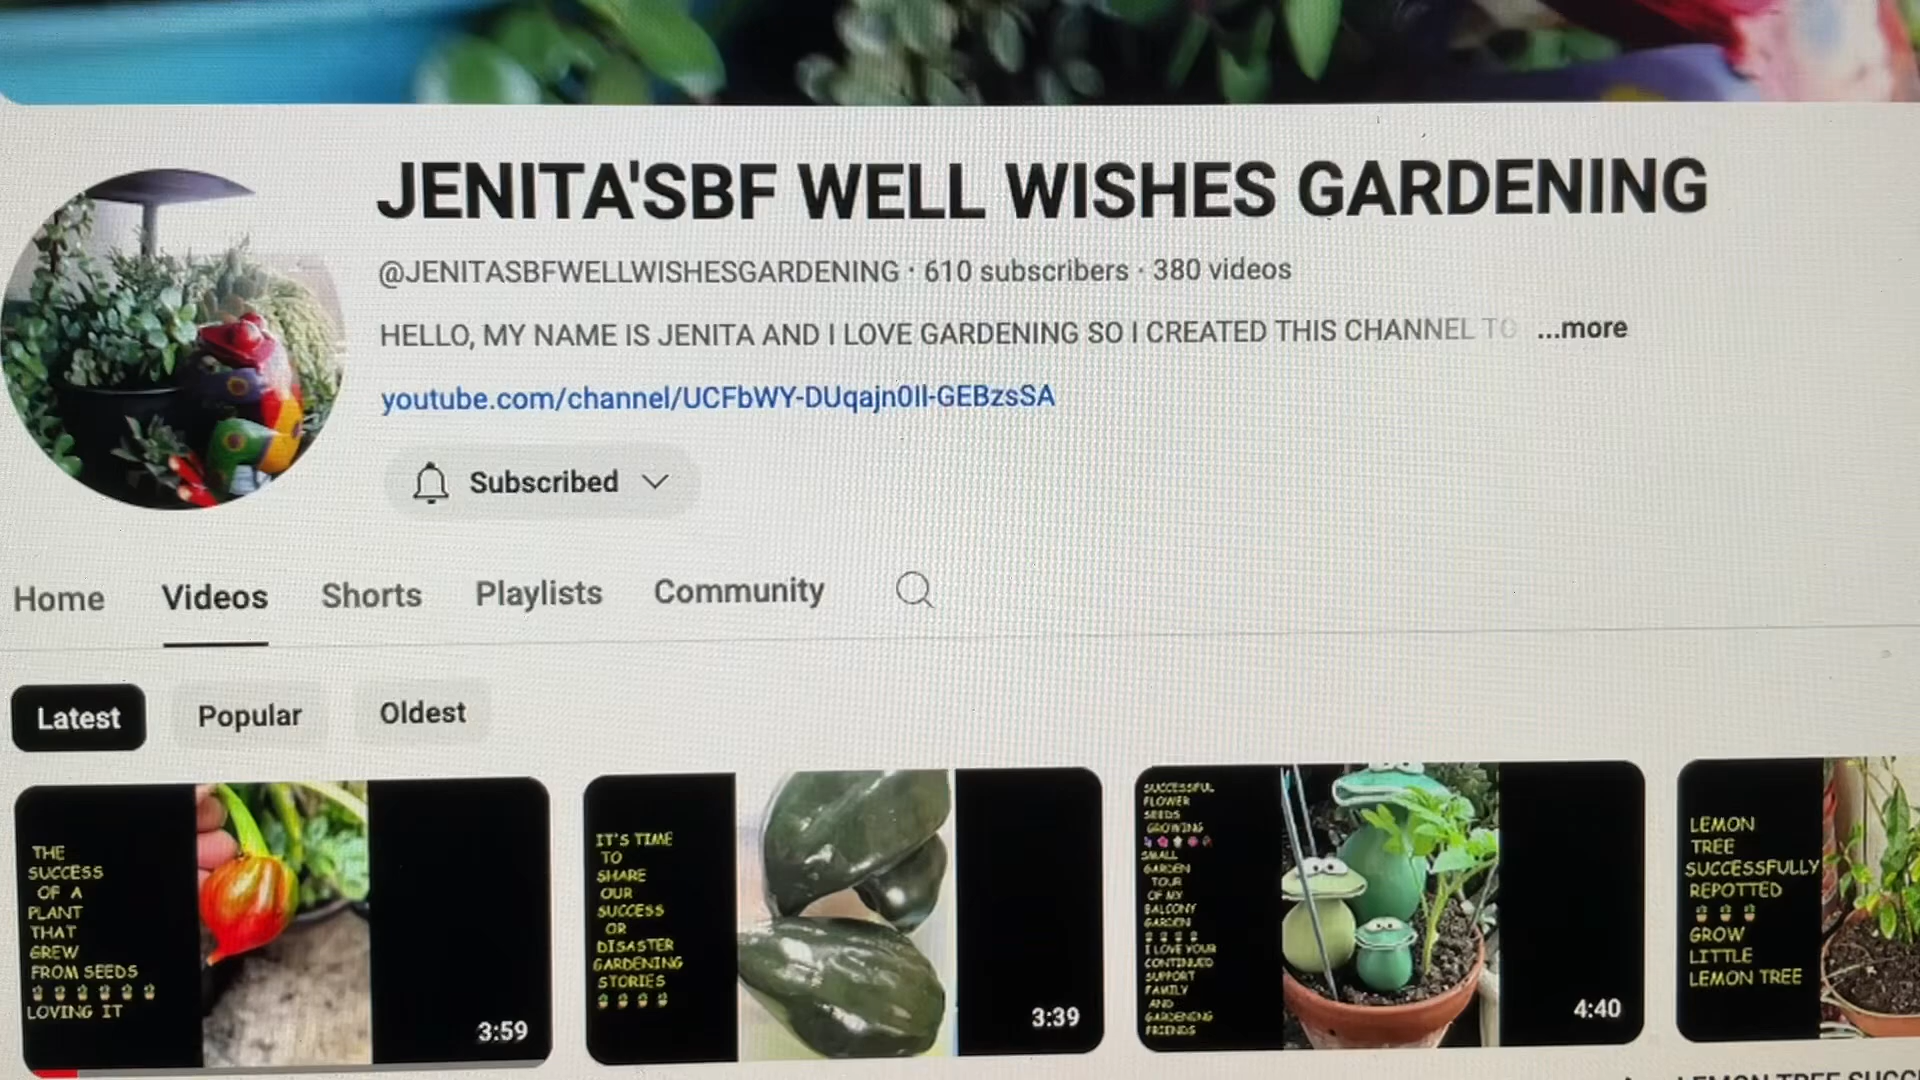 JENITA'SBF WELL WISHES GARDENING
@JENITASBFWELLWISHESGARDENING · 610 subscribers · 380 videos
HELLO, MY NAME IS JENITA AND I LOVE GARDENING SO I CREATED THIS CHANNEL TO ...more
youtube.com/channel/UCFbWY-DUqajn0II-GEBzsSA
Subscribed
Home Videos Shorts Playlists Community
Latest Popular Oldest
THE
SUCCESS
OF A
PLANT
THAT
GREW
FROM SEEDS
LOVING IT
3:59
IT'S TIME
TO
SHARE
OUR
SUCCESS
OR
DISASTER
GARDENING
STORIES
3:39
SUCCESSFUL
FLOWER
SEEDS
GROWING
SMALL
GARDEN
TOUR
OF MY
BALCONY
GARDEN
I LOVE YOUR
CONTINUED
SUPPORT
FAMILY
AND
GARDENING
FRIENDS
4:40
LEMON
TREE
SUCCESSFULLY
REPOTTED
GROW
LITTLE
LEMON TREE